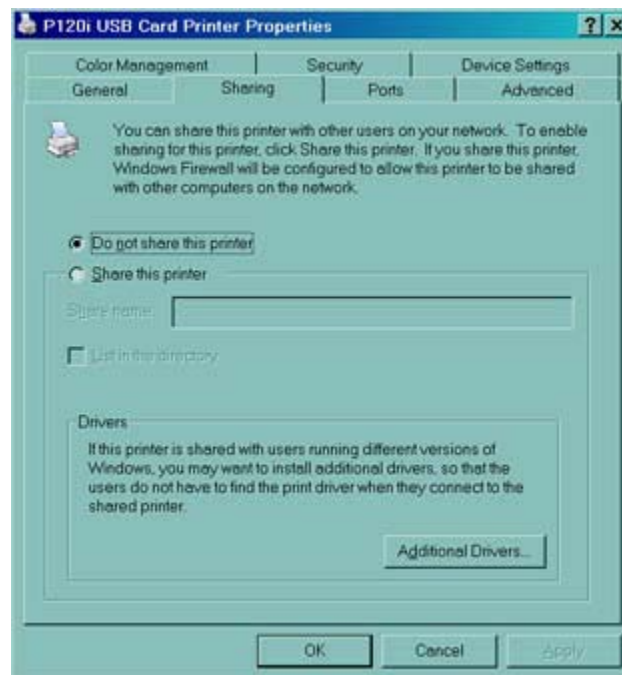 P120i USB Card Printer Properties
? ×
Color Management Security Device Settings
General Sharing Ports Advanced
You can share this printer with other users on your network. To enable
sharing for this printer, click Share this printer. If you share this printer,
Windows Firewall will be configured to allow this printer to be shared
with other computers on the network.
Do not share this printer
Share this printer
Share name:
List in the directory
Drivers
If this printer is shared with users running different versions of
Windows, you may want to install additional drivers, so that the
users do not have to find the print driver when they connect to the
shared printer.
Additional Drivers...
OK Cancel Apply